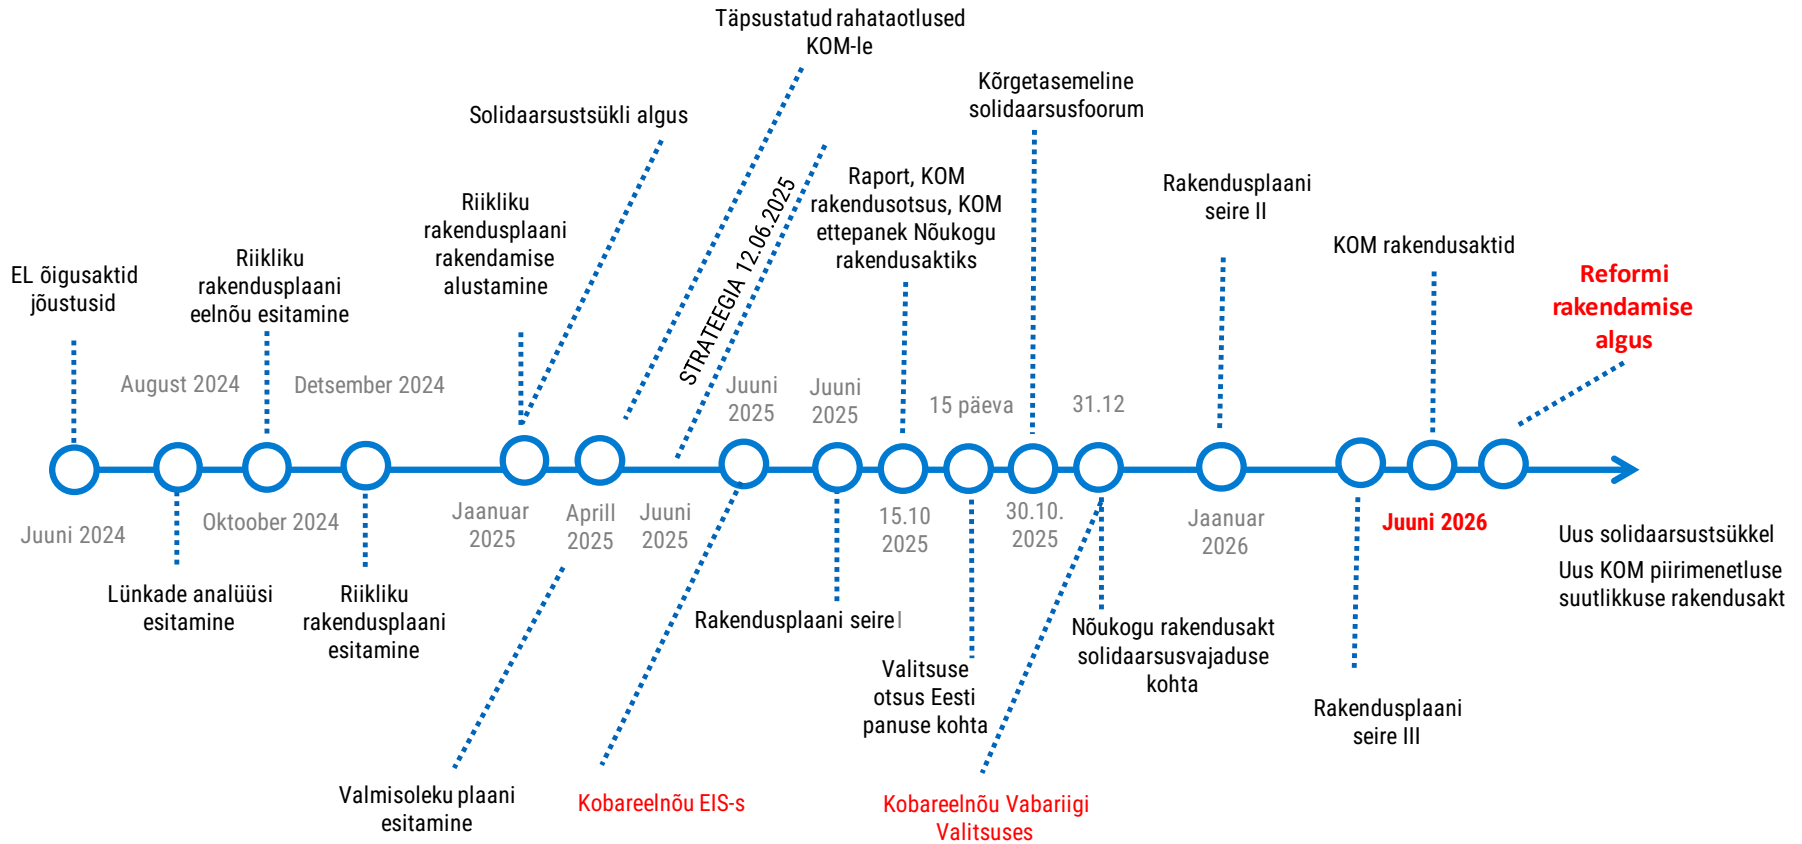 Täpsustatud rahataotlused
KOM-le
Kõrgetasemeline
solidaarsusfoorum
Solidaarsustsükli algus
Raport, KOM
rakendusotsus, KOM
ettepanek Nõukogu
rakendusaktiks
Rakendusplaani
seire II
Riikliku
rakendusplaani
rakendamise
alustamine
STRATEEGIA 12.06.2025
KOM rakendusaktid
Riikliku
rakendusplaani
eelnõu esitamine
EL õigusaktid
jõustusid
Reformi
rakendamise
algus
August 2024
Detsember 2024
Juuni
2025
Juuni
2025
15 päeva
31.12
Juuni 2024
Oktoober 2024
Jaanuar
2025
Aprill
2025
Juuni
2025
15.10
2025
30.10.
2025
Jaanuar
2026
Juuni 2026
Uus solidaarsustsükkel
Uus KOM piirimenetluse
suutlikkuse rakendusakt
Lünkade analüüsi
esitamine
Riikliku
rakendusplaani
esitamine
Rakendusplaani seire I
Valitsuse
otsus Eesti
panuse kohta
Nõukogu rakendusakt
solidaarsusvajaduse
kohta
Rakendusplaani
seire III
Valmisoleku plaani
esitamine
Kobareelnõu EIS-s
Kobareelnõu Vabariigi
Valitsuses